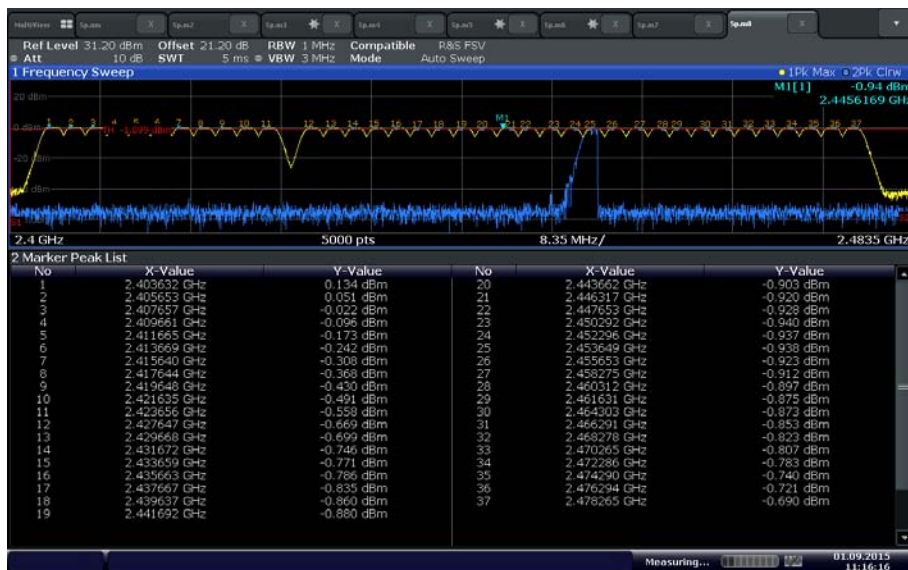 MultiView Sp.am X Sp.m2 X Sp.m3 X Sp.m4 X Sp.m5 X Sp.m6 X Sp.m7 X Sp.m8 X
Ref Level 31.20 dBm Offset 21.20 dB RBW 1 MHz Compatible R&S FSV
Att 10 dB SWT 5 ms VBW 3 MHz Mode Auto Sweep
1 Frequency Sweep 1Pk Max 2Pk Clrw
M1[1] -0.94 dBm
2.4456169 GHz
20 dBm
1 2 3 4 5 6 7 8 9 10 11 12 13 14 15 16 17 18 19 20 M1 21 22 23 24 25 26 27 28 29 30 31 32 33 34 35 36 37
0 dBm -1.099 dBm
-20 dBm
dBm
2.4 GHz 5000 pts 8.35 MHz/ 2.4835 GHz
2 Marker Peak List
No X-Value Y-Value No X-Value Y-Value
1 2.403632 GHz 0.134 dBm 20 2.443662 GHz -0.903 dBm
2 2.405653 GHz 0.051 dBm 21 2.446317 GHz -0.920 dBm
3 2.407657 GHz -0.022 dBm 22 2.447653 GHz -0.928 dBm
4 2.409661 GHz -0.096 dBm 23 2.450292 GHz -0.940 dBm
5 2.411665 GHz -0.173 dBm 24 2.452296 GHz -0.937 dBm
6 2.413669 GHz -0.242 dBm 25 2.453649 GHz -0.938 dBm
7 2.415640 GHz -0.308 dBm 26 2.455653 GHz -0.923 dBm
8 2.417644 GHz -0.368 dBm 27 2.458275 GHz -0.912 dBm
9 2.419648 GHz -0.430 dBm 28 2.460312 GHz -0.897 dBm
10 2.421635 GHz -0.491 dBm 29 2.461631 GHz -0.875 dBm
11 2.423656 GHz -0.558 dBm 30 2.464303 GHz -0.873 dBm
12 2.427647 GHz -0.669 dBm 31 2.466291 GHz -0.853 dBm
13 2.429668 GHz -0.699 dBm 32 2.468278 GHz -0.823 dBm
14 2.431672 GHz -0.746 dBm 33 2.470265 GHz -0.807 dBm
15 2.433659 GHz -0.771 dBm 34 2.472286 GHz -0.783 dBm
16 2.435663 GHz -0.786 dBm 35 2.474290 GHz -0.740 dBm
17 2.437667 GHz -0.835 dBm 36 2.476294 GHz -0.721 dBm
18 2.439637 GHz -0.860 dBm 37 2.478265 GHz -0.690 dBm
19 2.441692 GHz -0.880 dBm
Measuring... 01.09.2015
11:16:16